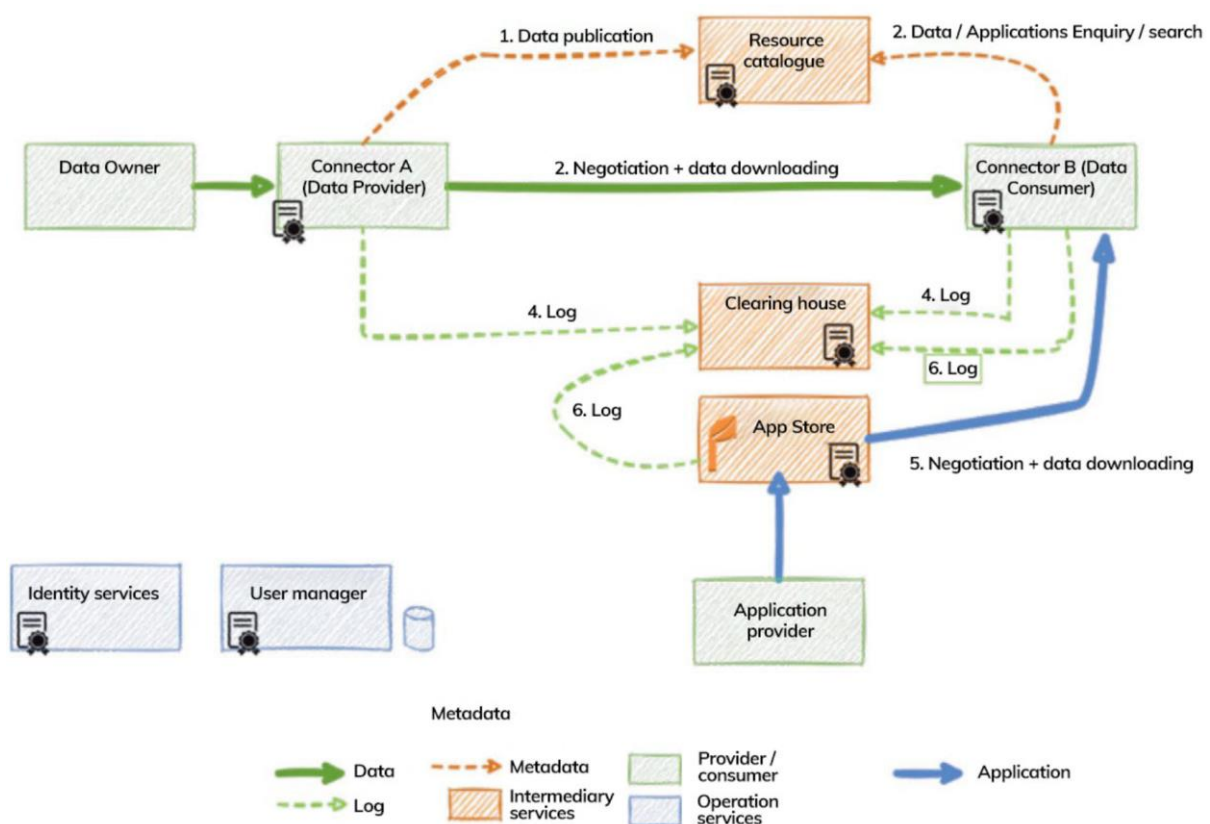 1. Data publication
Resource
catalogue
2. Data / Applications Enquiry / search
Data Owner
Connector A
(Data Provider)
2. Negotiation + data downloading
Connector B (Data
Consumer)
Clearing house
4. Log
4. Log
6. Log
6. Log
App Store
5. Negotiation + data downloading
Identity services
User manager
Application
provider
Metadata
Data
Metadata
Provider /
consumer
Application
Log
Intermediary
services
Operation
services